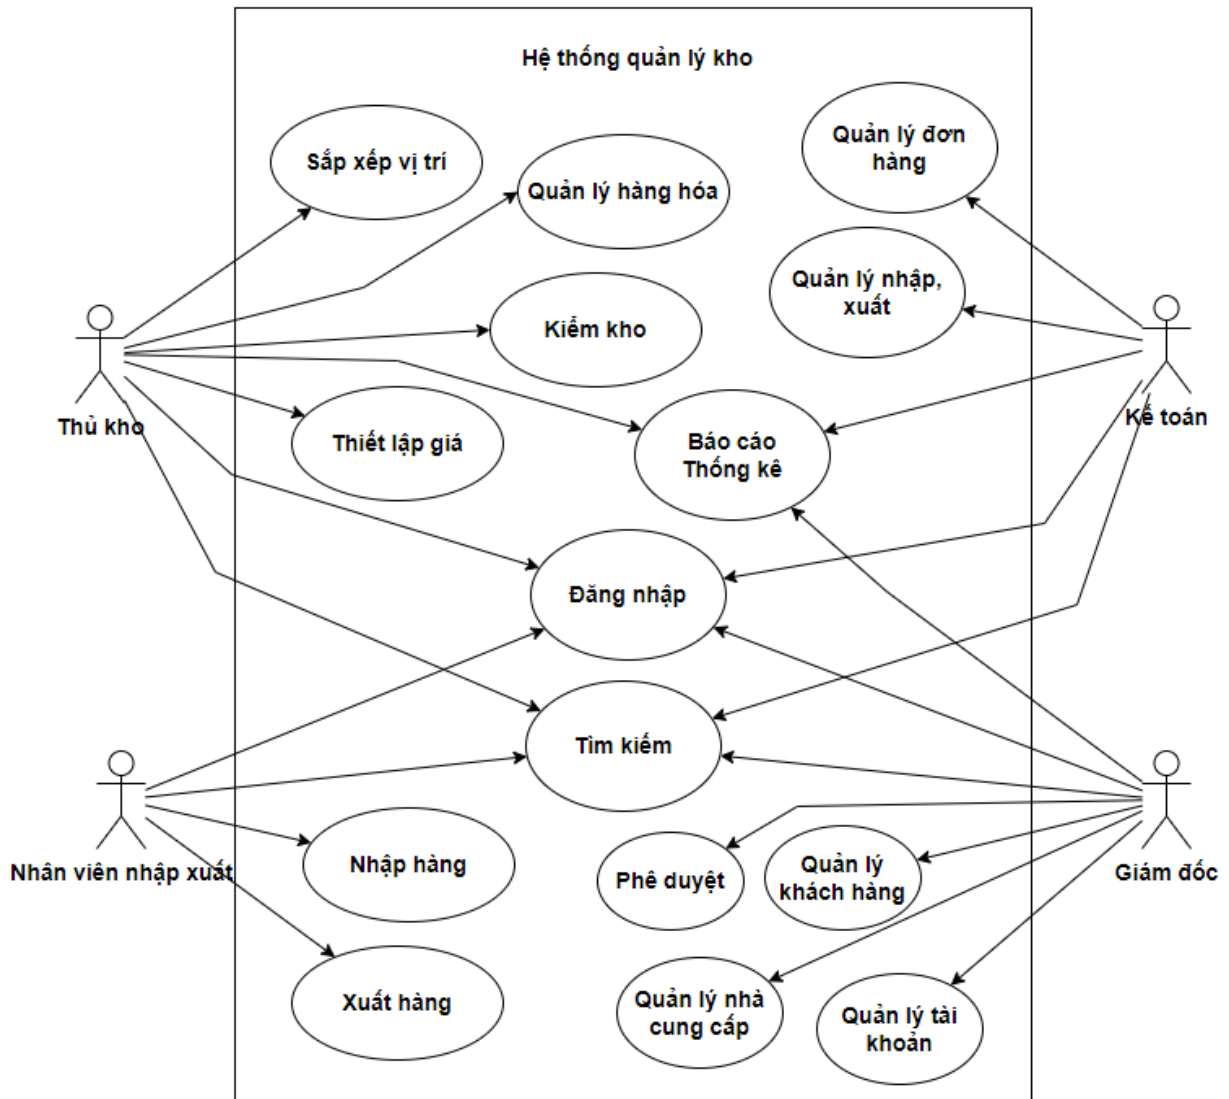 Hệ thống quản lý kho
Sắp xếp vị trí
Quản lý hàng hóa
Quản lý đơn
hàng
Quản lý nhập,
xuất
Kiểm kho
Thủ kho
Kế toán
Thiết lập giá
Báo cáo
Thống kê
Đăng nhập
Tìm kiếm
Nhân viên nhập xuất
Nhập hàng
Phê duyệt
Quản lý
khách hàng
Giám đốc
Xuất hàng
Quản lý nhà
cung cấp
Quản lý tài
khoản